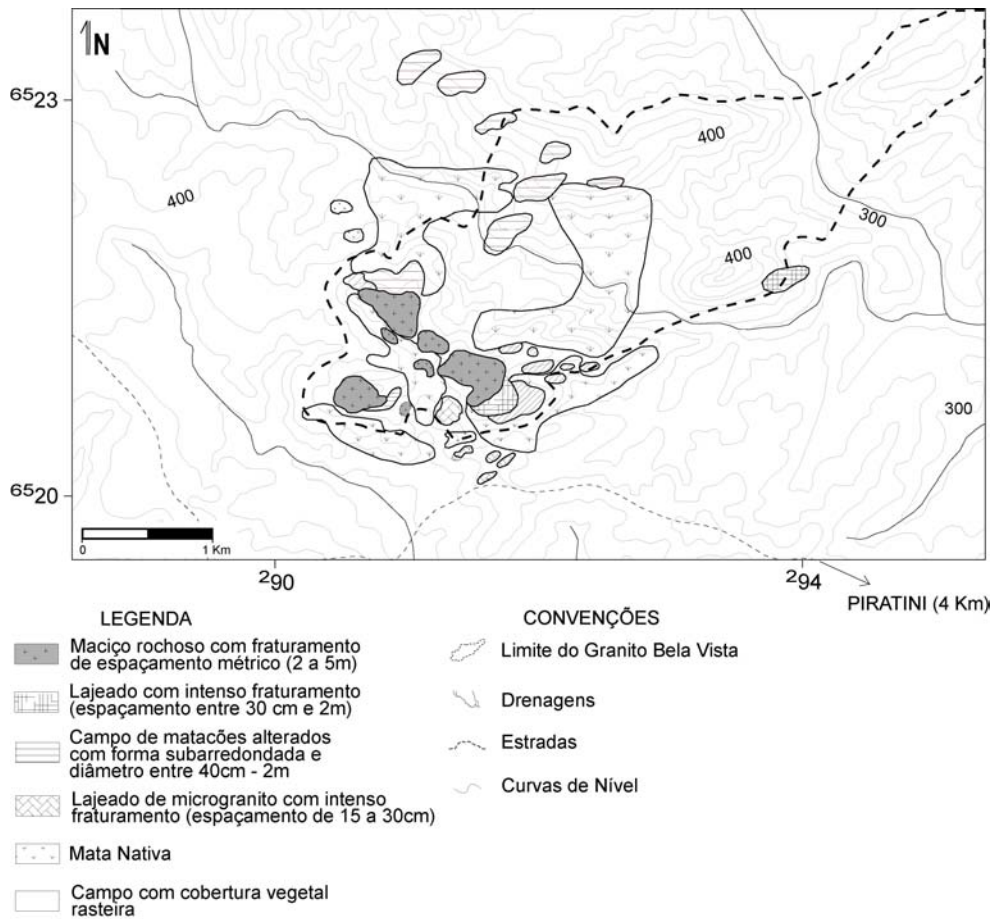 N
6523
400
400
300
400
300
6520
0
1 Km
290
294
PIRATINI (4 Km)
LEGENDA
Maciço rochoso com fraturamento
de espaçamento métrico (2 a 5m)
Lajeado com intenso fraturamento
(espaçamento entre 30 cm e 2m)
Campo de matacões alterados
com forma subarredondada e
diâmetro entre 40cm - 2m
Lajeado de microgranito com intenso
fraturamento (espaçamento de 15 a 30cm)
Mata Nativa
Campo com cobertura vegetal
rasteira
CONVENÇÕES
Limite do Granito Bela Vista
Drenagens
Estradas
Curvas de Nível